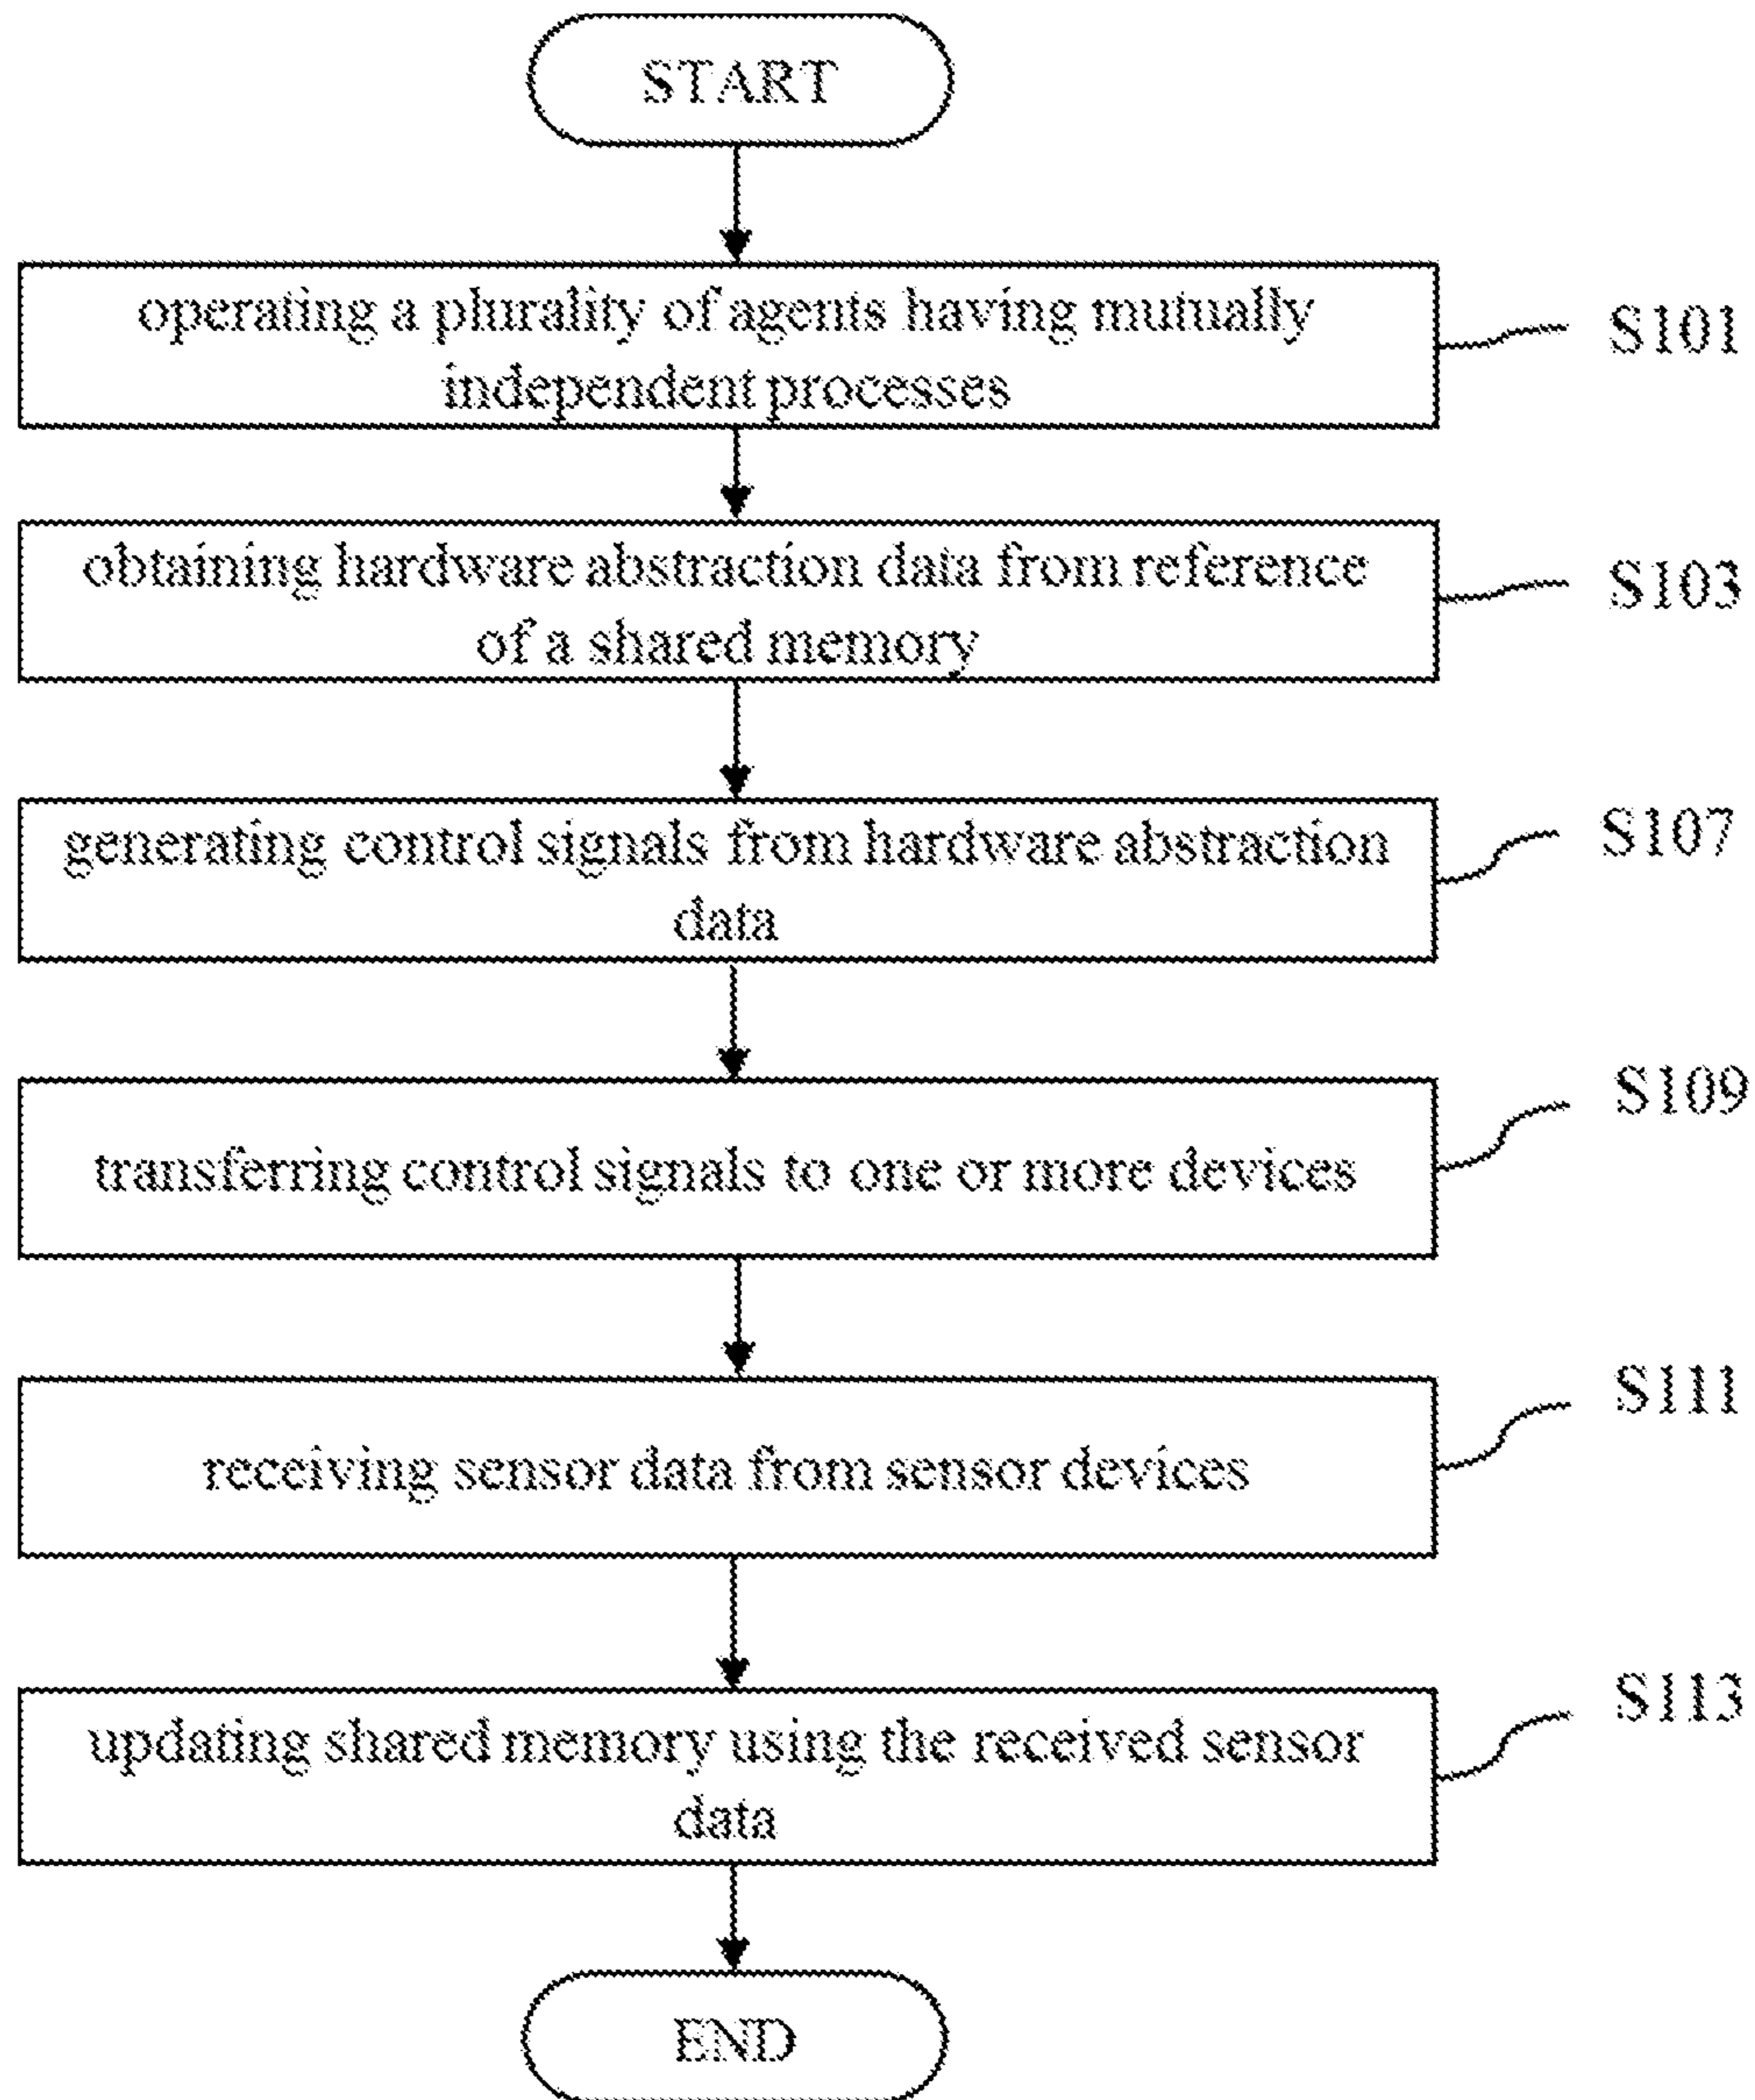 START
operating a plurality of agents having mutually
independent processes
S101
obtaining hardware abstraction data from reference
of a shared memory
S103
generating control signals from hardware abstraction
data
S107
transferring control signals to one or more devices
S109
receiving sensor data from sensor devices
S111
updating shared memory using the received sensor
data
S113
END